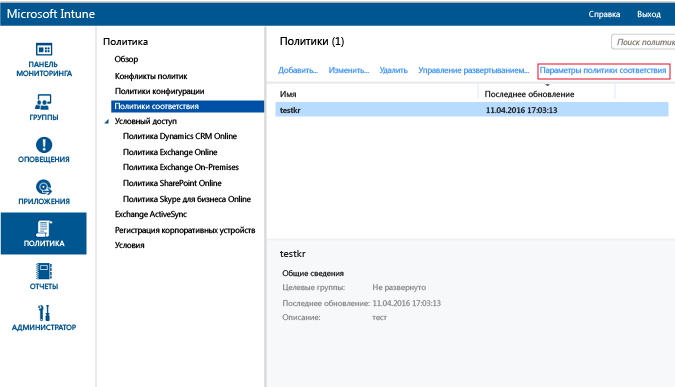 Microsoft Intune
Справка
Выход
ПАНЕЛЬ
МОНИТОРИНГА
ГРУППЫ
ОПОВЕЩЕНИЯ
ПРИЛОЖЕНИЯ
ПОЛИТИКА
ОТЧЕТЫ
АДМИНИСТРАТОР
Политика
Обзор
Конфликты политик
Политики конфигурации
Политики соответствия
Условный доступ
Политика Dynamics CRM Online
Политика Exchange Online
Политика Exchange On-Premises
Политика SharePoint Online
Политика Skype для бизнеса Online
Exchange ActiveSync
Регистрация корпоративных устройств
Условия
Политики (1)
Поиск политик
Добавить...
Изменить...
Удалить
Управление развертыванием...
Параметры политики соответствия
Имя
Последнее обновление
testkr
11.04.2016 17:03:13
testkr
Общие сведения
Целевые группы: Не развернуто
Последнее обновление: 11.04.2016 17:03:13
Описание: тест